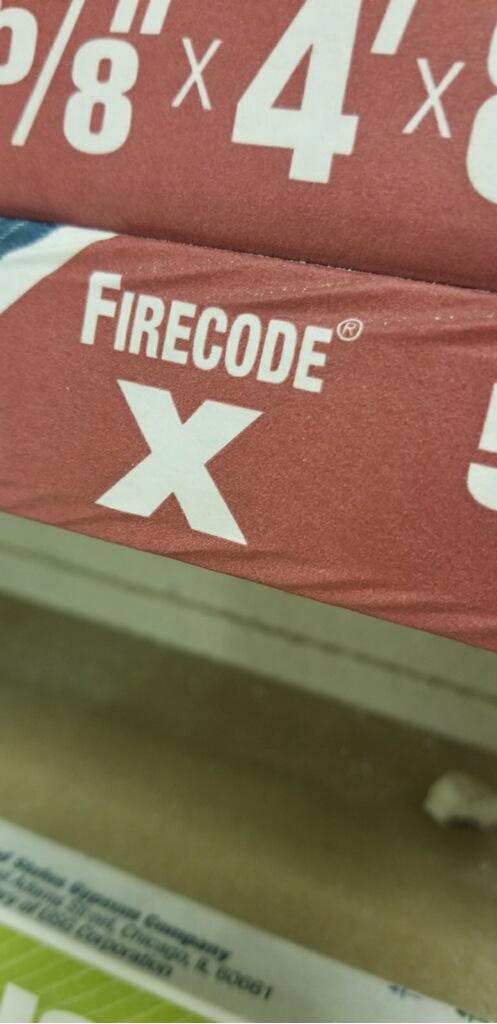 5/8" x 4' x 8
FIRECODE®
X
5
States Gypsum Company
Adams Street, Chicago, IL 60661
of USG Corporation